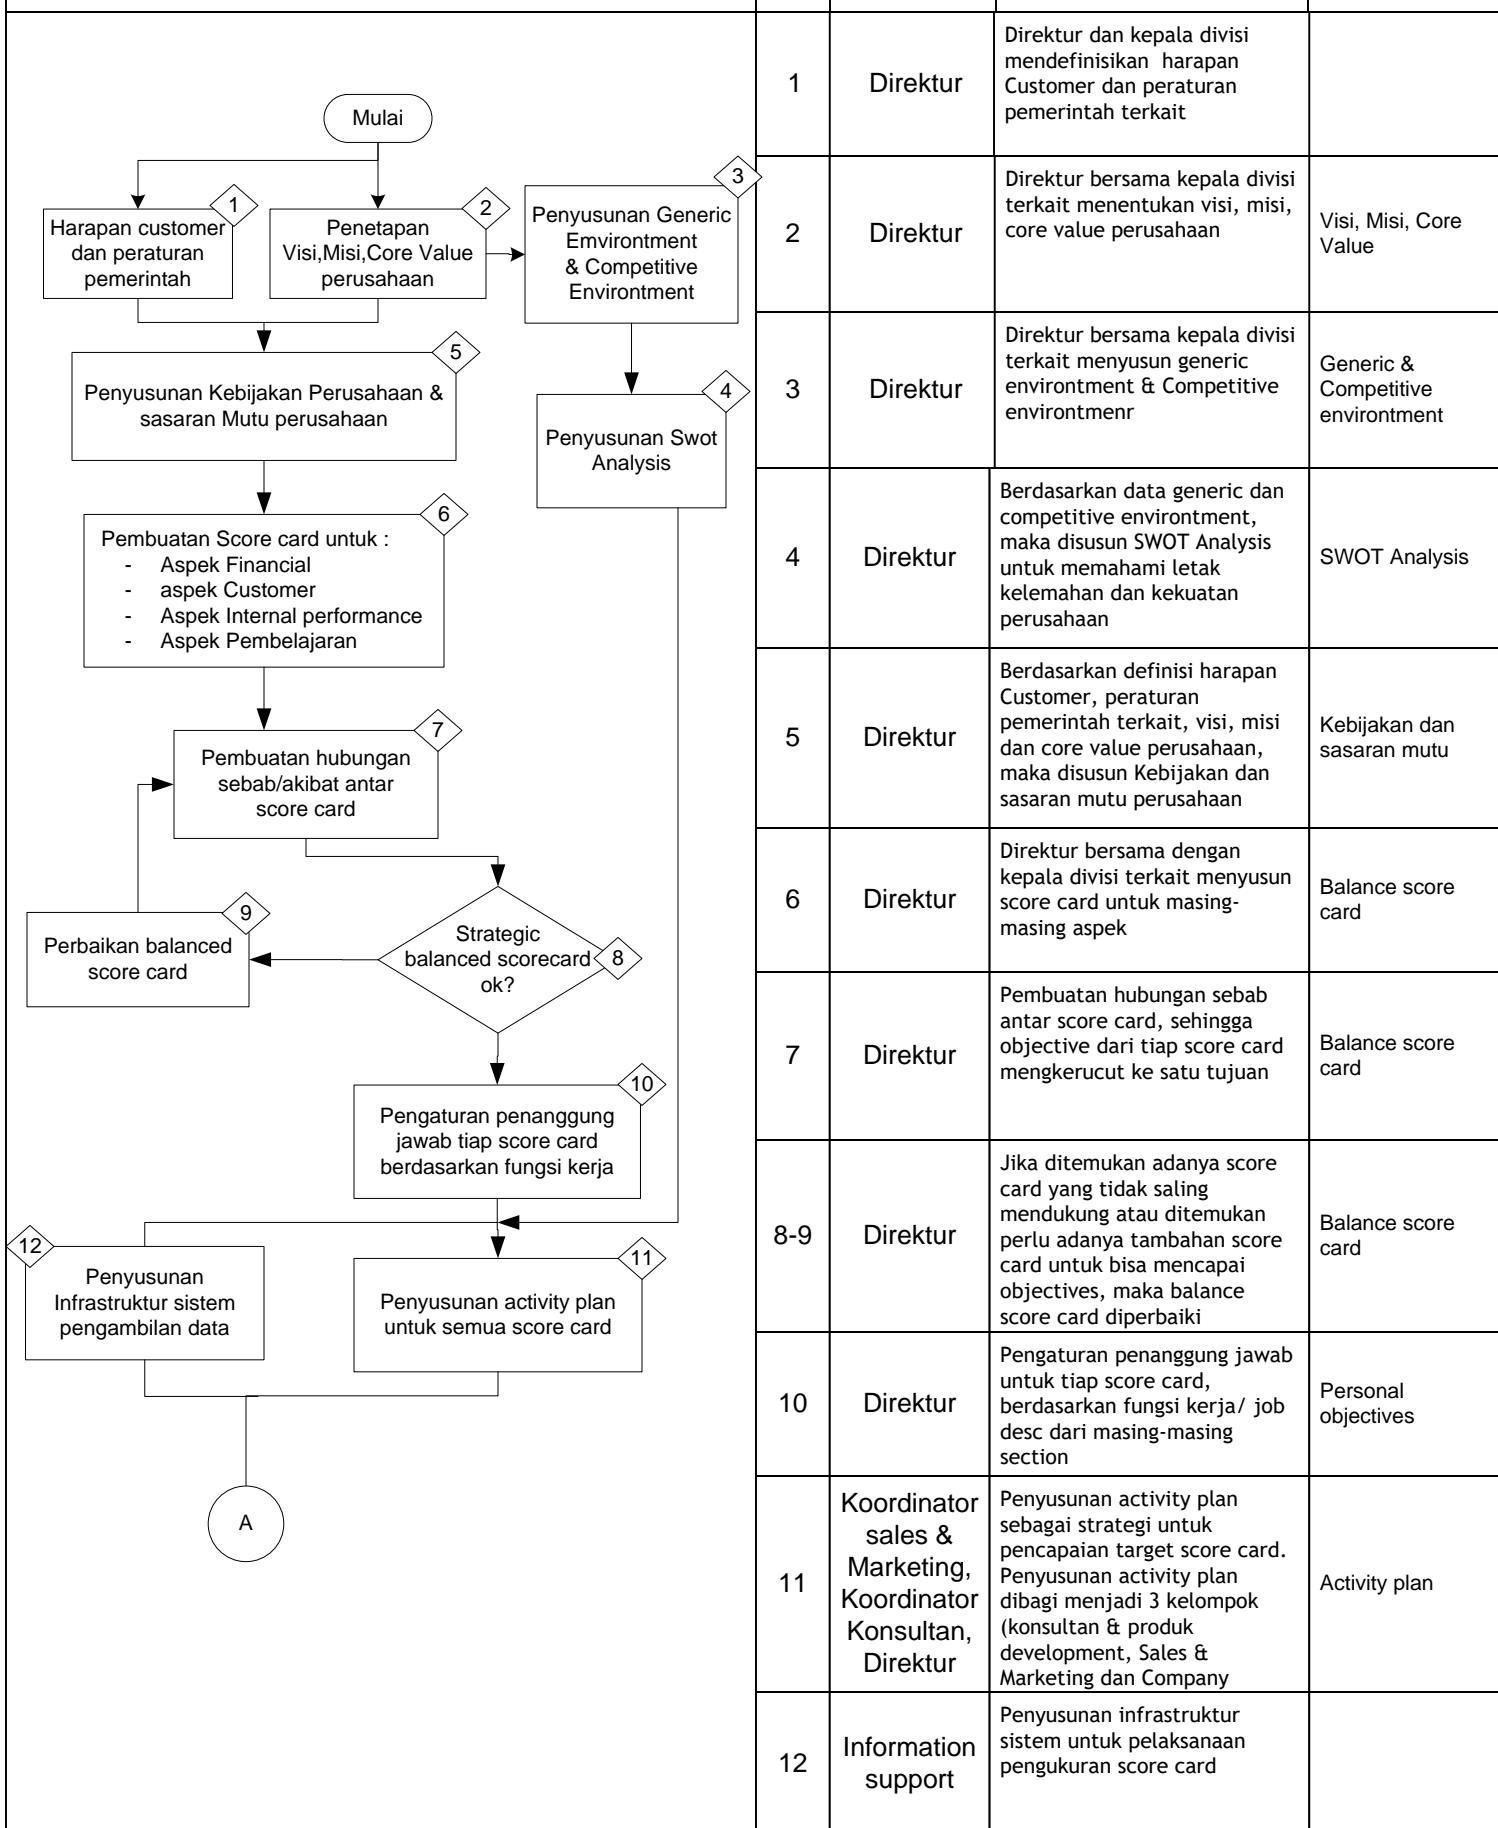 Mulai
1
Harapan customer
dan peraturan
pemerintah
2
Penetapan
Visi,Misi,Core Value
perusahaan
3
Penyusunan Generic
Emvirontment
& Competitive
Environtment
4
Penyusunan Swot
Analysis
5
Penyusunan Kebijakan Perusahaan &
sasaran Mutu perusahaan
6
Pembuatan Score card untuk :
- Aspek Financial
- aspek Customer
- Aspek Internal performance
- Aspek Pembelajaran
7
Pembuatan hubungan
sebab/akibat antar
score card
8
Strategic
balanced scorecard
ok?
9
Perbaikan balanced
score card
10
Pengaturan penanggung
jawab tiap score card
berdasarkan fungsi kerja
11
Penyusunan activity plan
untuk semua score card
12
Penyusunan
Infrastruktur sistem
pengambilan data
A
1
Direktur
Direktur dan kepala divisi
mendefinisikan harapan
Customer dan peraturan
pemerintah terkait
2
Direktur
Direktur bersama kepala divisi
terkait menentukan visi, misi,
core value perusahaan
Visi, Misi, Core
Value
3
Direktur
Direktur bersama kepala divisi
terkait menyusun generic
environtment & Competitive
environtmenr
Generic &
Competitive
environtment
4
Direktur
Berdasarkan data generic dan
competitive environtment,
maka disusun SWOT Analysis
untuk memahami letak
kelemahan dan kekuatan
perusahaan
SWOT Analysis
5
Direktur
Berdasarkan definisi harapan
Customer, peraturan
pemerintah terkait, visi, misi
dan core value perusahaan,
maka disusun Kebijakan dan
sasaran mutu perusahaan
Kebijakan dan
sasaran mutu
6
Direktur
Direktur bersama dengan
kepala divisi terkait menyusun
score card untuk masing-
masing aspek
Balance score
card
7
Direktur
Pembuatan hubungan sebab
antar score card, sehingga
objective dari tiap score card
mengkerucut ke satu tujuan
Balance score
card
8-9
Direktur
Jika ditemukan adanya score
card yang tidak saling
mendukung atau ditemukan
perlu adanya tambahan score
card untuk bisa mencapai
objectives, maka balance
score card diperbaiki
Balance score
card
10
Direktur
Pengaturan penanggung jawab
untuk tiap score card,
berdasarkan fungsi kerja/ job
desc dari masing-masing
section
Personal
objectives
11
Koordinator
sales &
Marketing,
Koordinator
Konsultan,
Direktur
Penyusunan activity plan
sebagai strategi untuk
pencapaian target score card.
Penyusunan activity plan
dibagi menjadi 3 kelompok
(konsultan & produk
development, Sales &
Marketing dan Company
Activity plan
12
Information
support
Penyusunan infrastruktur
sistem untuk pelaksanaan
pengukuran score card